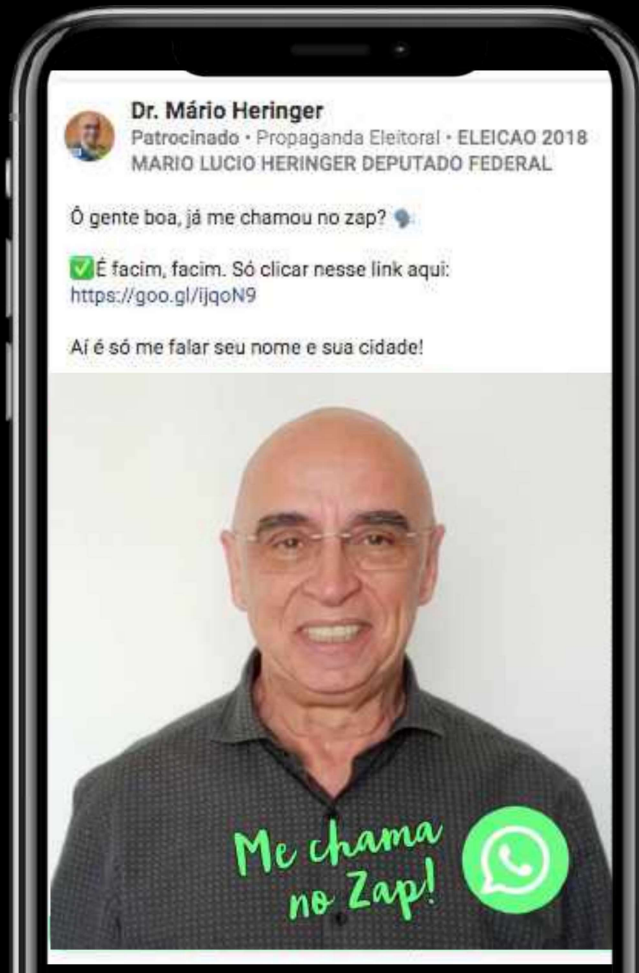 Dr. Mário Heringer
Patrocinado · Propaganda Eleitoral · ELEICAO 2018
MARIO LUCIO HERINGER DEPUTADO FEDERAL
Ô gente boa, já me chamou no zap? 🗣
✅É facim, facim. Só clicar nesse link aqui:
https://goo.gl/ijqoN9
Aí é só me falar seu nome e sua cidade!
Me chama
no Zap!